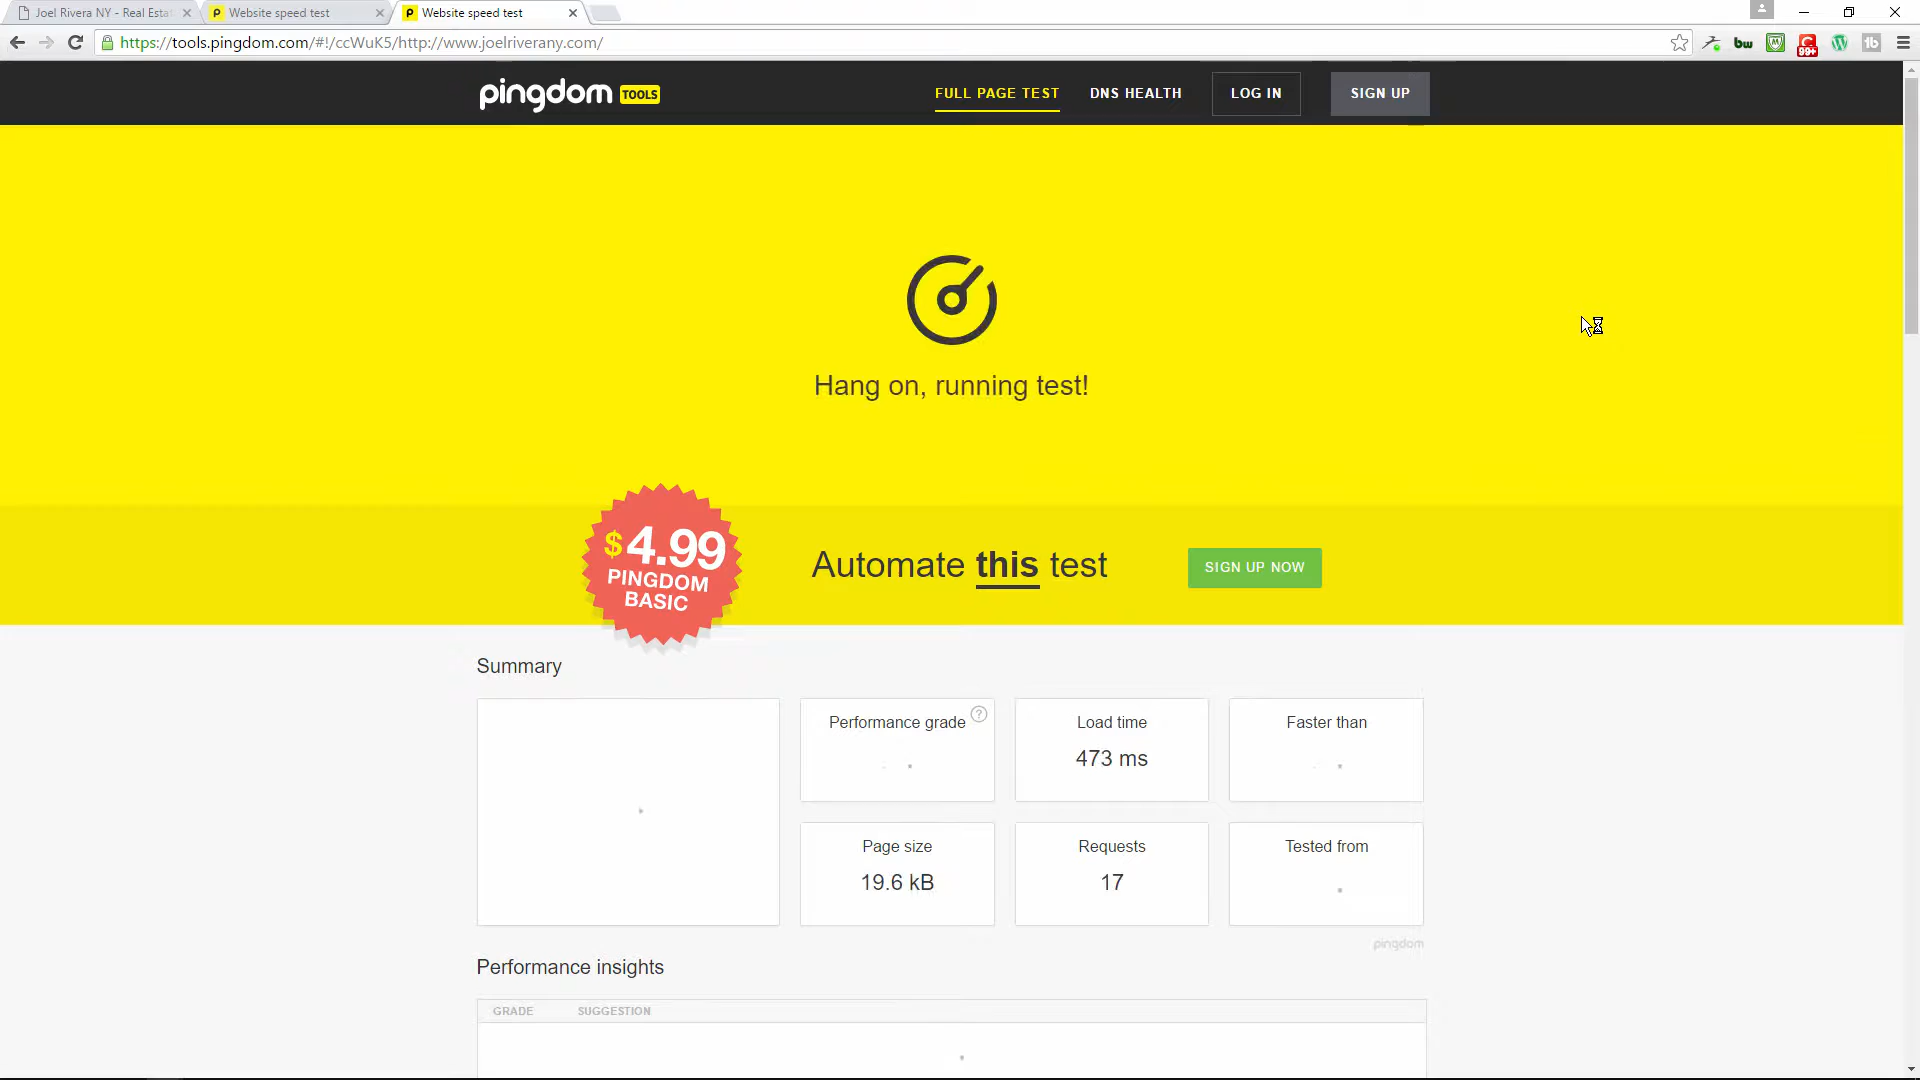 Joel Rivera NY - Real Esta
Website speed test
Website speed test
https://tools.pingdom.com/#!/ccWuK5/http://www.joelriverany.com/
bw
99+
tb
pingdom TOOLS
FULL PAGE TEST
DNS HEALTH
LOG IN
SIGN UP
Hang on, running test!
$4.99
PINGDOM
BASIC
Automate this test
SIGN UP NOW
Summary
Performance grade ?
Load time
473 ms
Faster than
Page size
19.6 kB
Requests
17
Tested from
pingdom
Performance insights
GRADE SUGGESTION